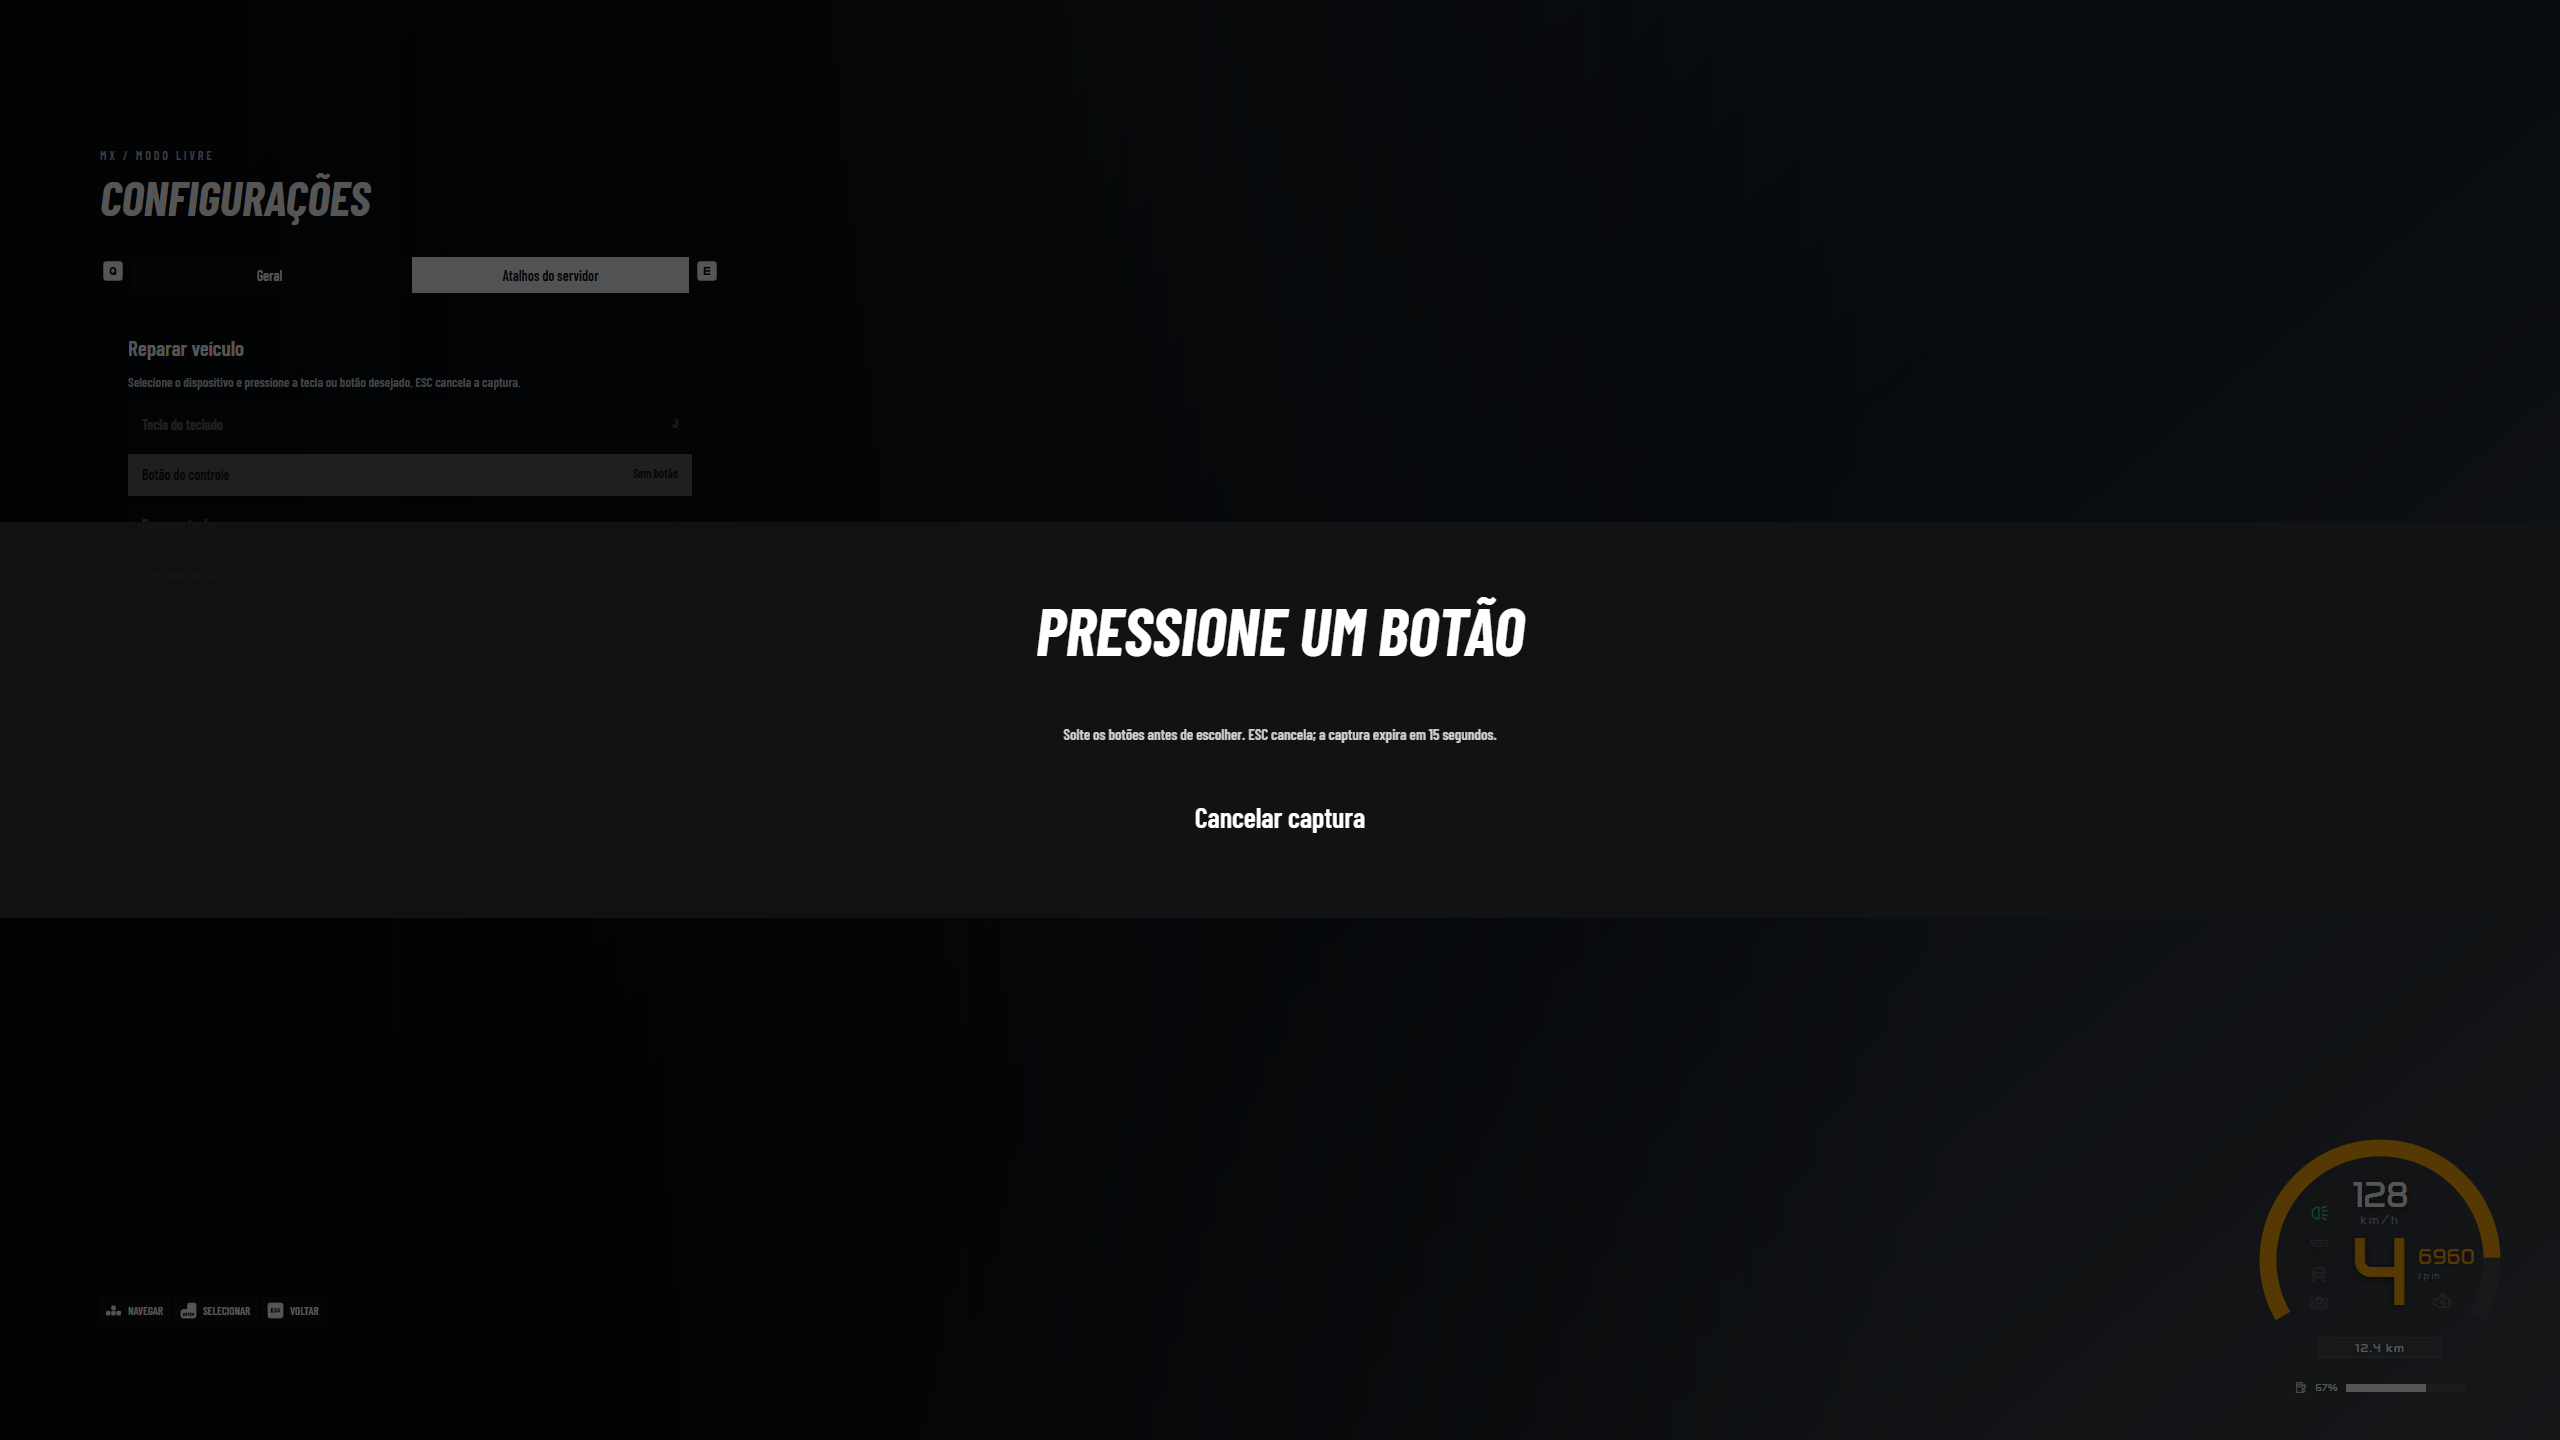 MX / MODO LIVRE
CONFIGURAÇÕES
Q
Geral
Atalhos do servidor
E
Reparar veículo
Selecione o dispositivo e pressione a tecla ou botão desejado. ESC cancela a captura.
Tecla do teclado
J
Botão do controle
Sem botão
PRESSIONE UM BOTÃO
Solte os botões antes de escolher. ESC cancela; a captura expira em 15 segundos.
Cancelar captura
128
km/h
ABS
4
6960
rpm
12.4 km
67%
NAVEGAR
SELECIONAR
ESC
VOLTAR